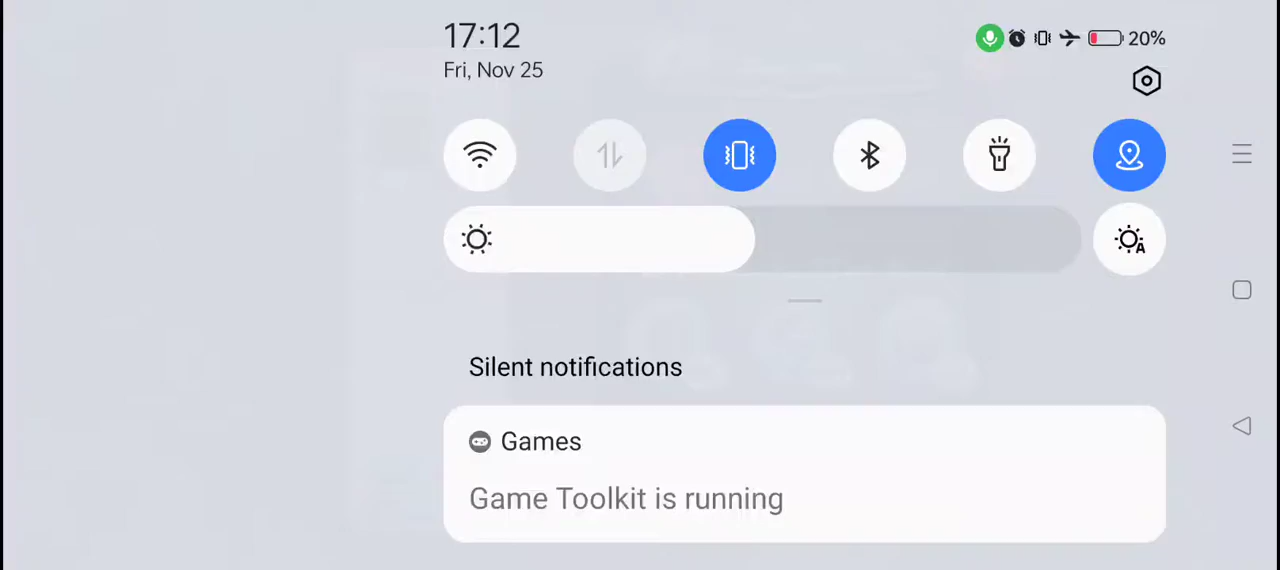 17:12
20%
Fri, Nov 25
A
Silent notifications
Games
Game Toolkit is running